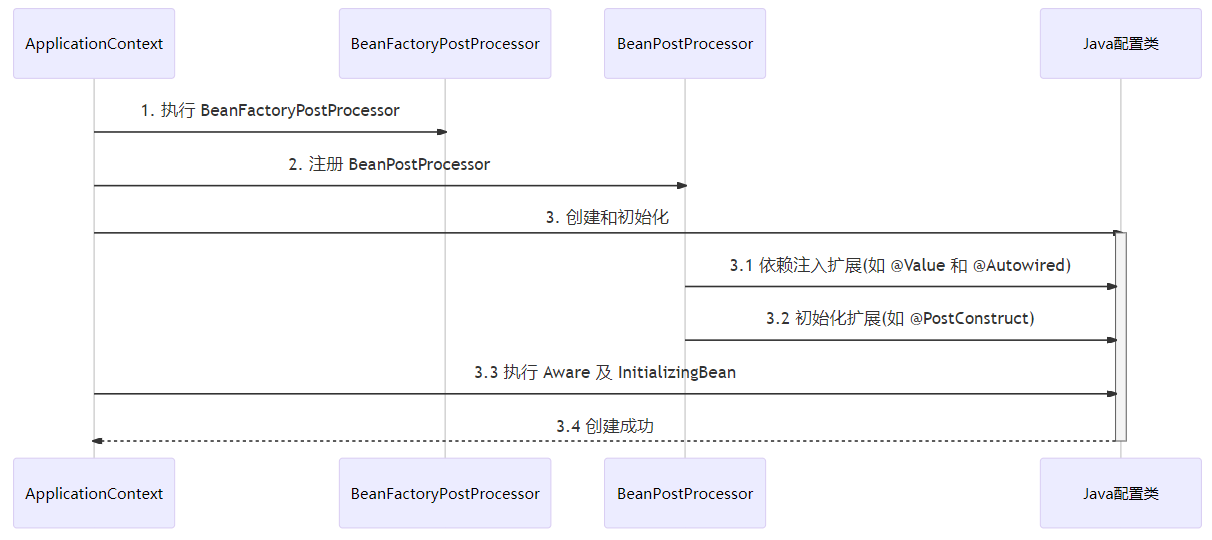 ApplicationContext
BeanFactoryPostProcessor
BeanPostProcessor
Java配置类
1. 执行 BeanFactoryPostProcessor
2. 注册 BeanPostProcessor
3. 创建和初始化
3.1 依赖注入扩展(如 @Value 和 @Autowired)
3.2 初始化扩展(如 @PostConstruct)
3.3 执行 Aware 及 InitializingBean
3.4 创建成功
ApplicationContext
BeanFactoryPostProcessor
BeanPostProcessor
Java配置类